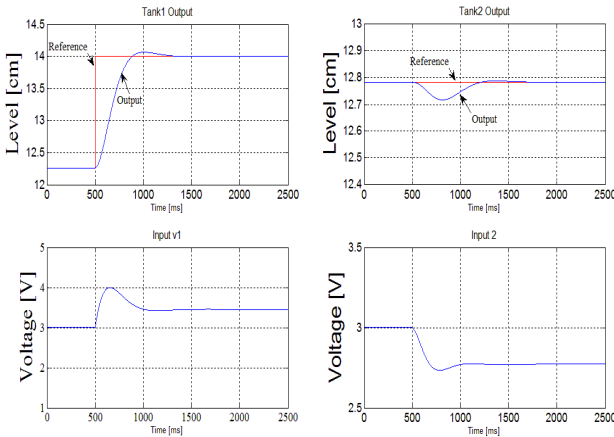 Tank1 Output
Level [cm]
14.5
14
13.5
13
12.5
12
Reference
Output
0 500 1000 1500 2000 2500
Time [ms]
Tank2 Output
Level [cm]
13
12.9
12.8
12.7
12.6
12.5
12.4
Reference
Output
0 500 1000 1500 2000 2500
Time [ms]
Input v1
Voltage [V]
5
4
3
2
1
0 500 1000 1500 2000 2500
Time [ms]
Input 2
Voltage [V]
3.5
3
2.5
0 500 1000 1500 2000 2500
Time [ms]